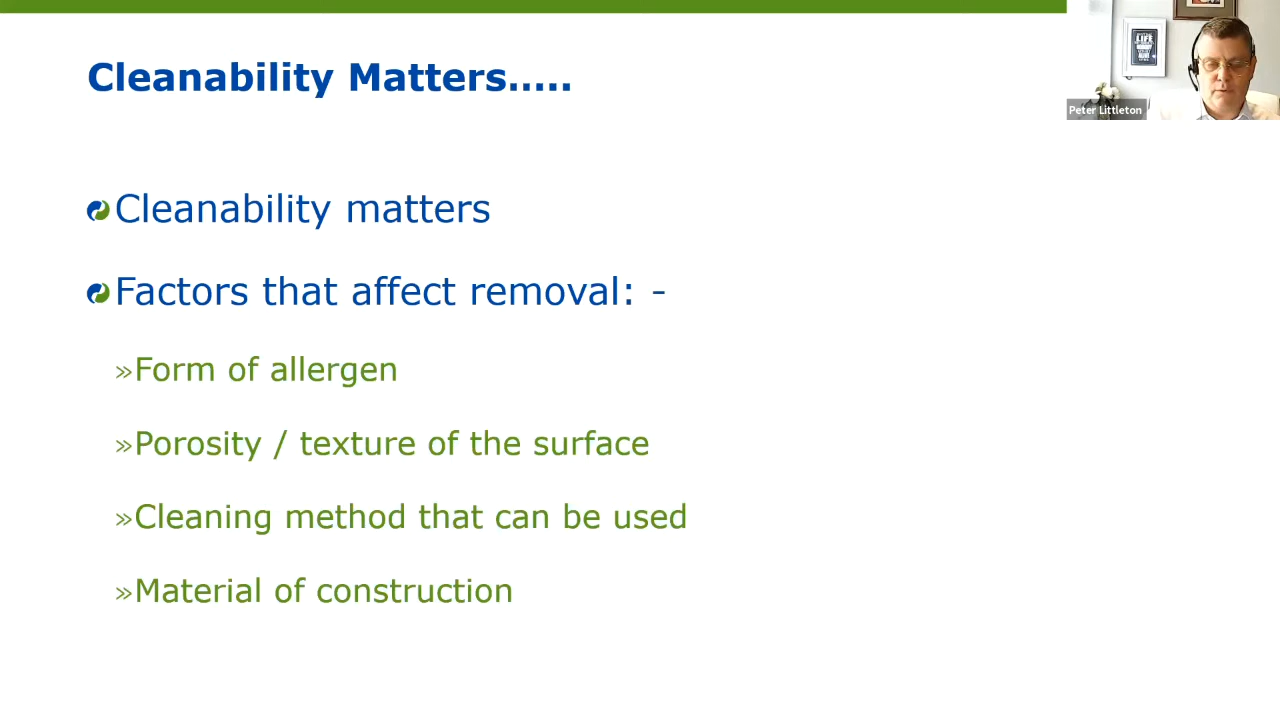 Cleanability Matters.....
Peter Littleton
Cleanability matters
Factors that affect removal: -
»Form of allergen
»Porosity / texture of the surface
»Cleaning method that can be used
»Material of construction
LIFE